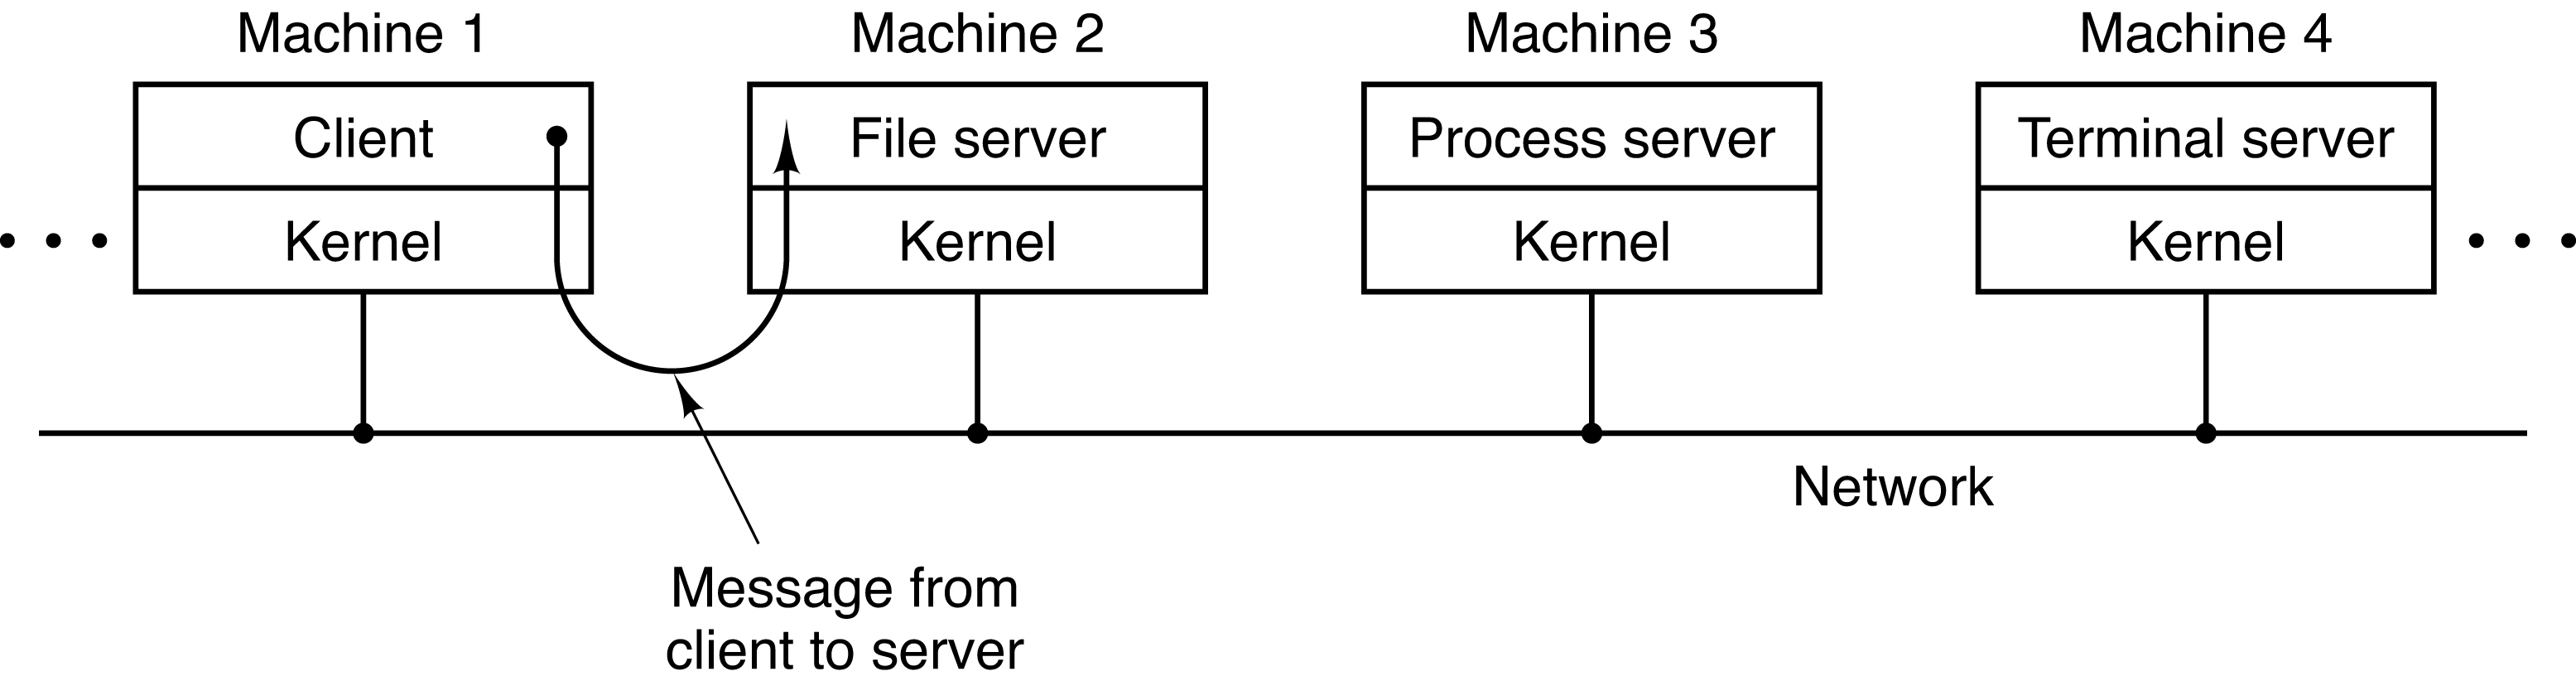 Machine 1
Machine 2
Machine 3
Machine 4
Client
File server
Process server
Terminal server
Kernel
Kernel
Kernel
Kernel
Network
Message from
client to server